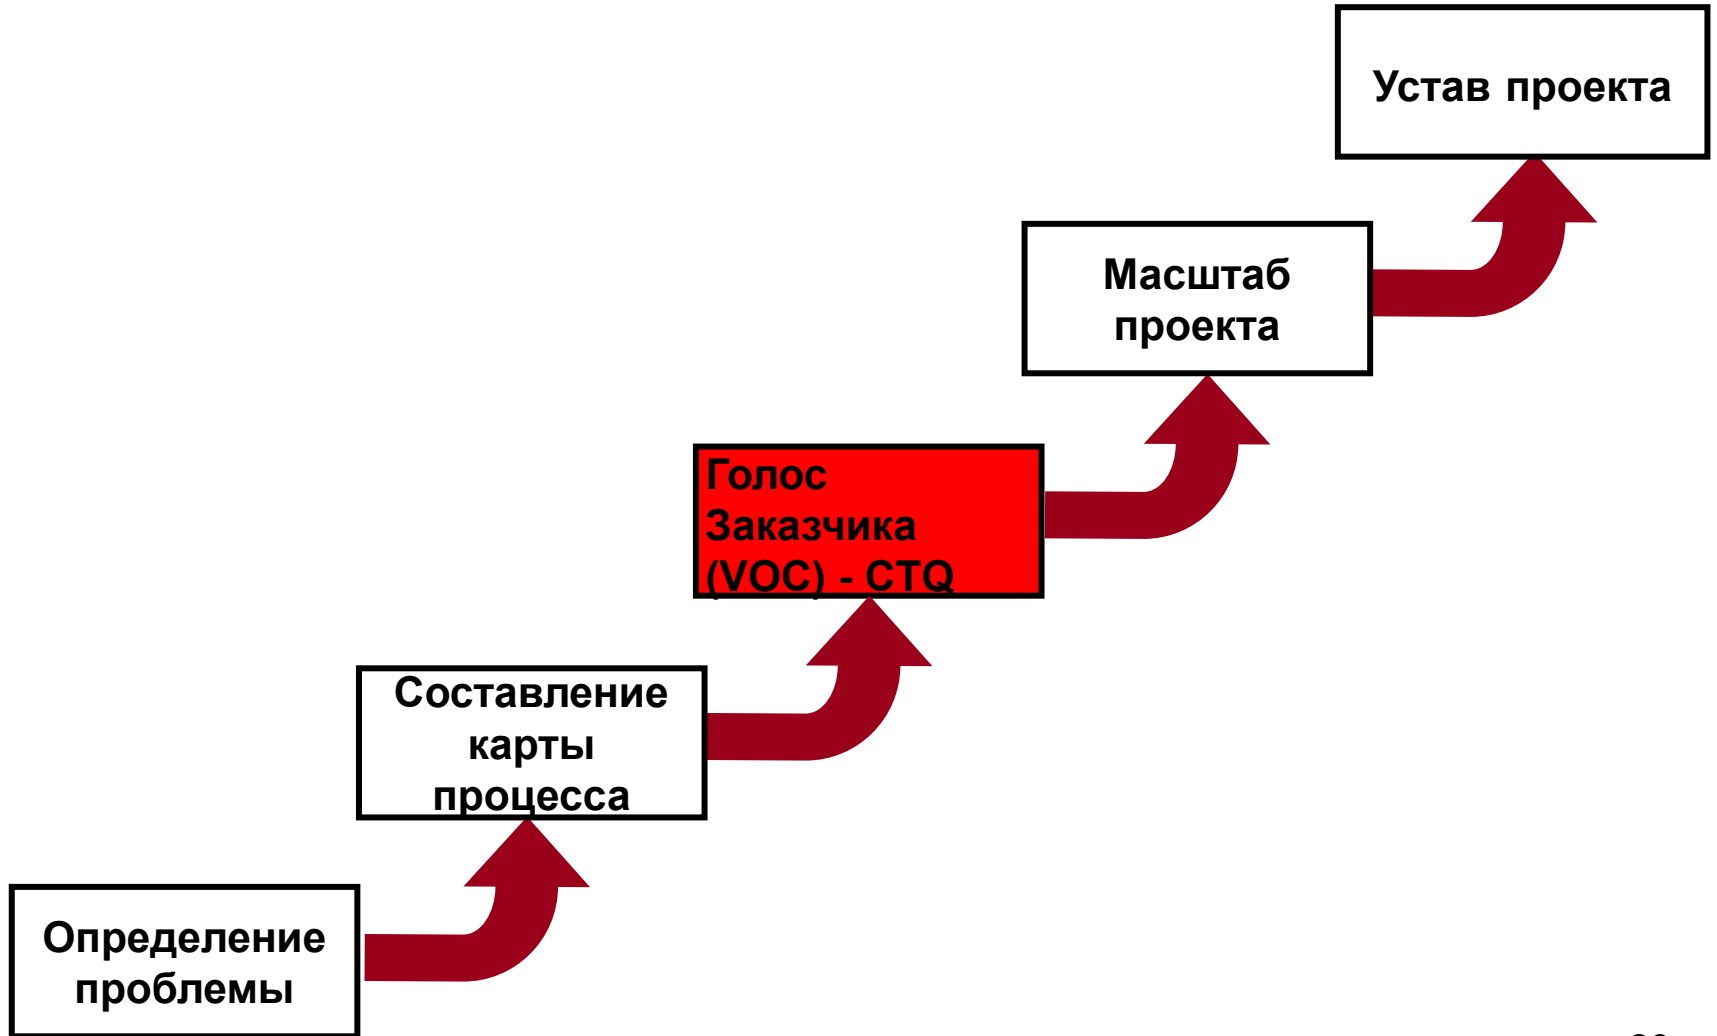 Устав проекта
Масштаб
проекта
Голос
Заказчика
(VOC) - CTQ
Составление
карты
процесса
Определение
проблемы